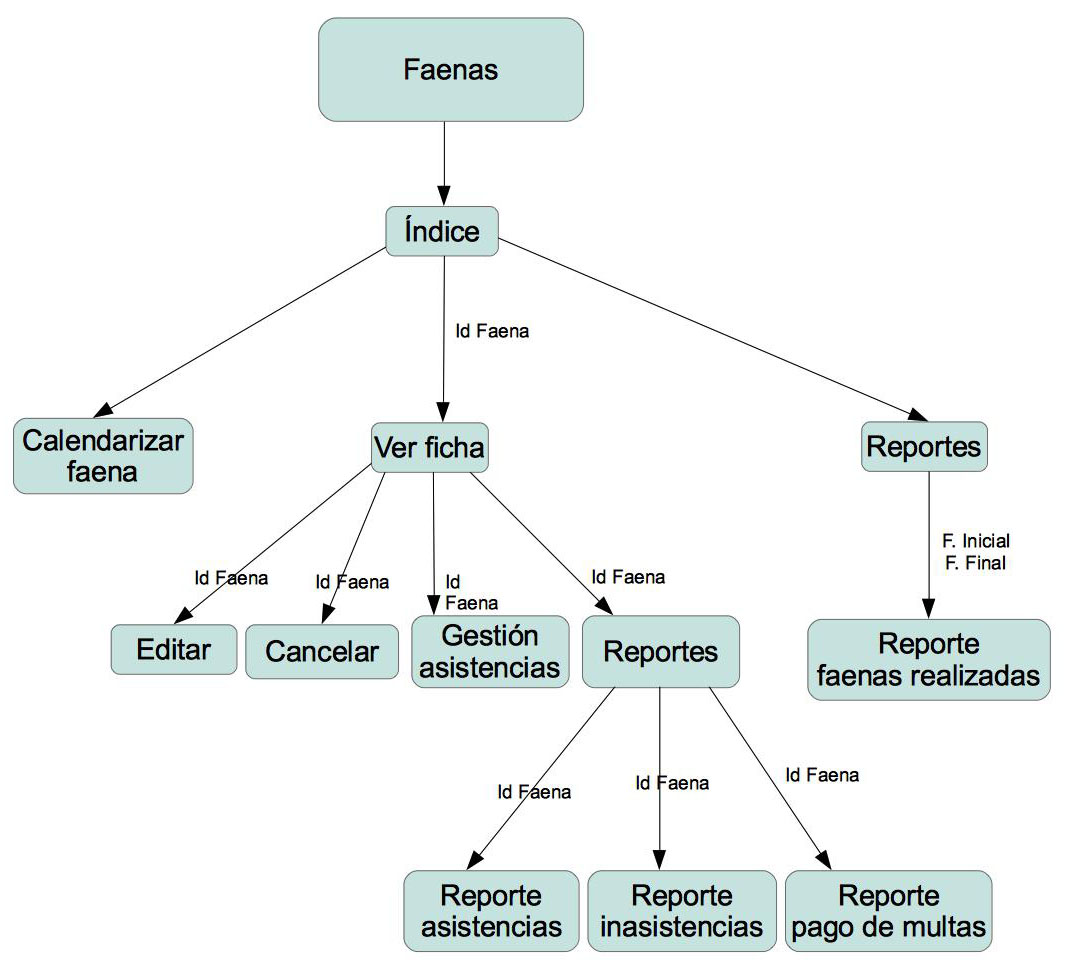 Faenas
Índice
Id Faena
Calendarizar
faena
Ver ficha
Reportes
F. Inicial
F. Final
Id Faena
Id Faena
Id
Faena
Id Faena
Editar
Cancelar
Gestión
asistencias
Reportes
Reporte
faenas realizadas
Id Faena
Id Faena
Id Faena
Reporte
asistencias
Reporte
inasistencias
Reporte
pago de multas